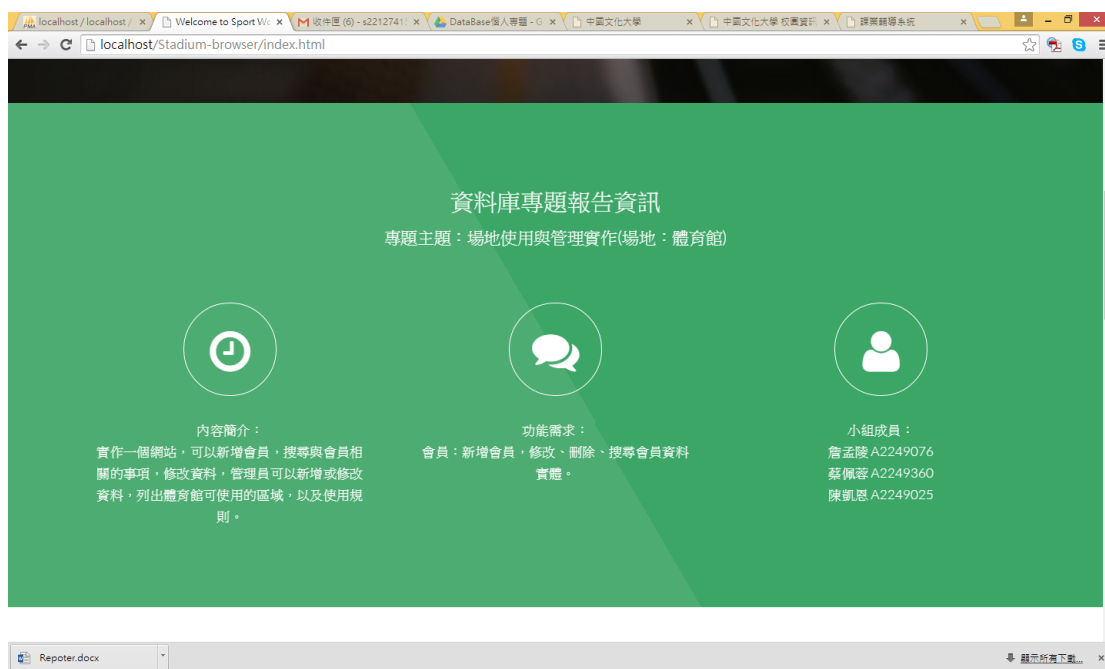 localhost / localhost /
Welcome to Sport Wo
收件匣 (6) - s2212741
DataBase個人專題 - G
中國文化大學
中國文化大學 校園資訊
課業輔導系統
localhost/Stadium-browser/index.html
資料庫專題報告資訊
專題主題：場地使用與管理實作(場地：體育館)
內容簡介：
實作一個網站，可以新增會員，搜尋與會員相
關的事項，修改資料，管理員可以新增或修改
資料，列出體育館可使用的區域，以及使用規
則。
功能需求：
會員：新增會員，修改、刪除、搜尋會員資料
實體。
小組成員：
詹孟陵 A2249076
蔡佩蓉 A2249360
陳凱恩 A2249025
Repoter.docx
顯示所有下載...